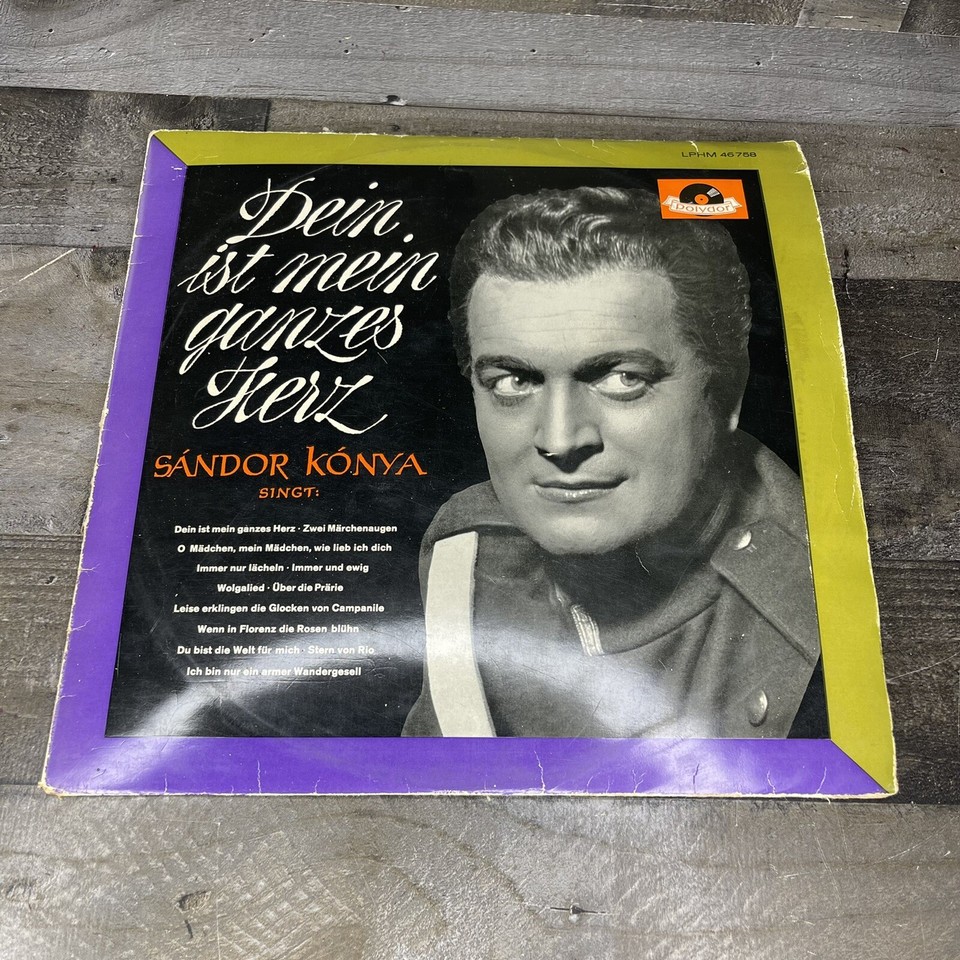 LPHM 46758
Polydor
Dein
ist mein
ganzes
Herz
SÁNDOR KÓNYA
SINGT:
Dein ist mein ganzes Herz · Zwei Märchenaugen
O Mädchen, mein Mädchen, wie lieb ich dich
Immer nur lächeln · Immer und ewig
Wolgalied · Über die Prärie
Leise erklingen die Glocken von Campanile
Wenn in Florenz die Rosen blühn
Du bist die Welt für mich · Stern von Rio
Ich bin nur ein armer Wandergesell